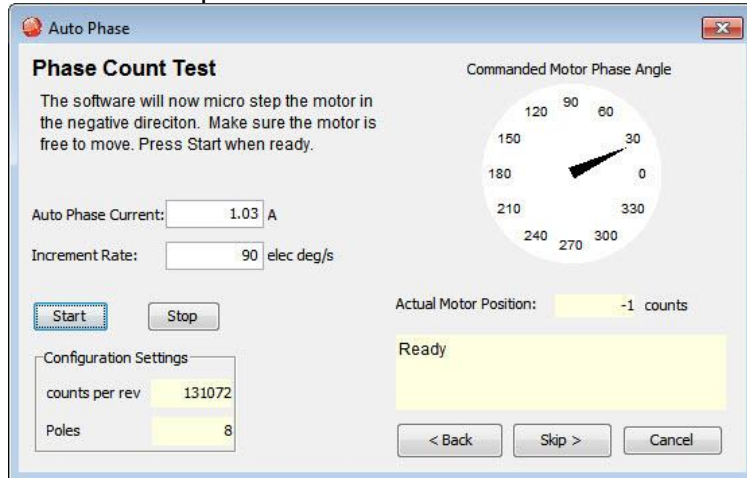 Auto Phase
Phase Count Test
The software will now micro step the motor in
the negative direciton. Make sure the motor is
free to move. Press Start when ready.
Auto Phase Current: 1.03 A
Increment Rate: 90 elec deg/s
Start Stop
Configuration Settings
counts per rev 131072
Poles 8
Commanded Motor Phase Angle
90
120 60
150 30
180 0
210 330
240 300
270
Actual Motor Position: -1 counts
Ready
< Back Skip > Cancel